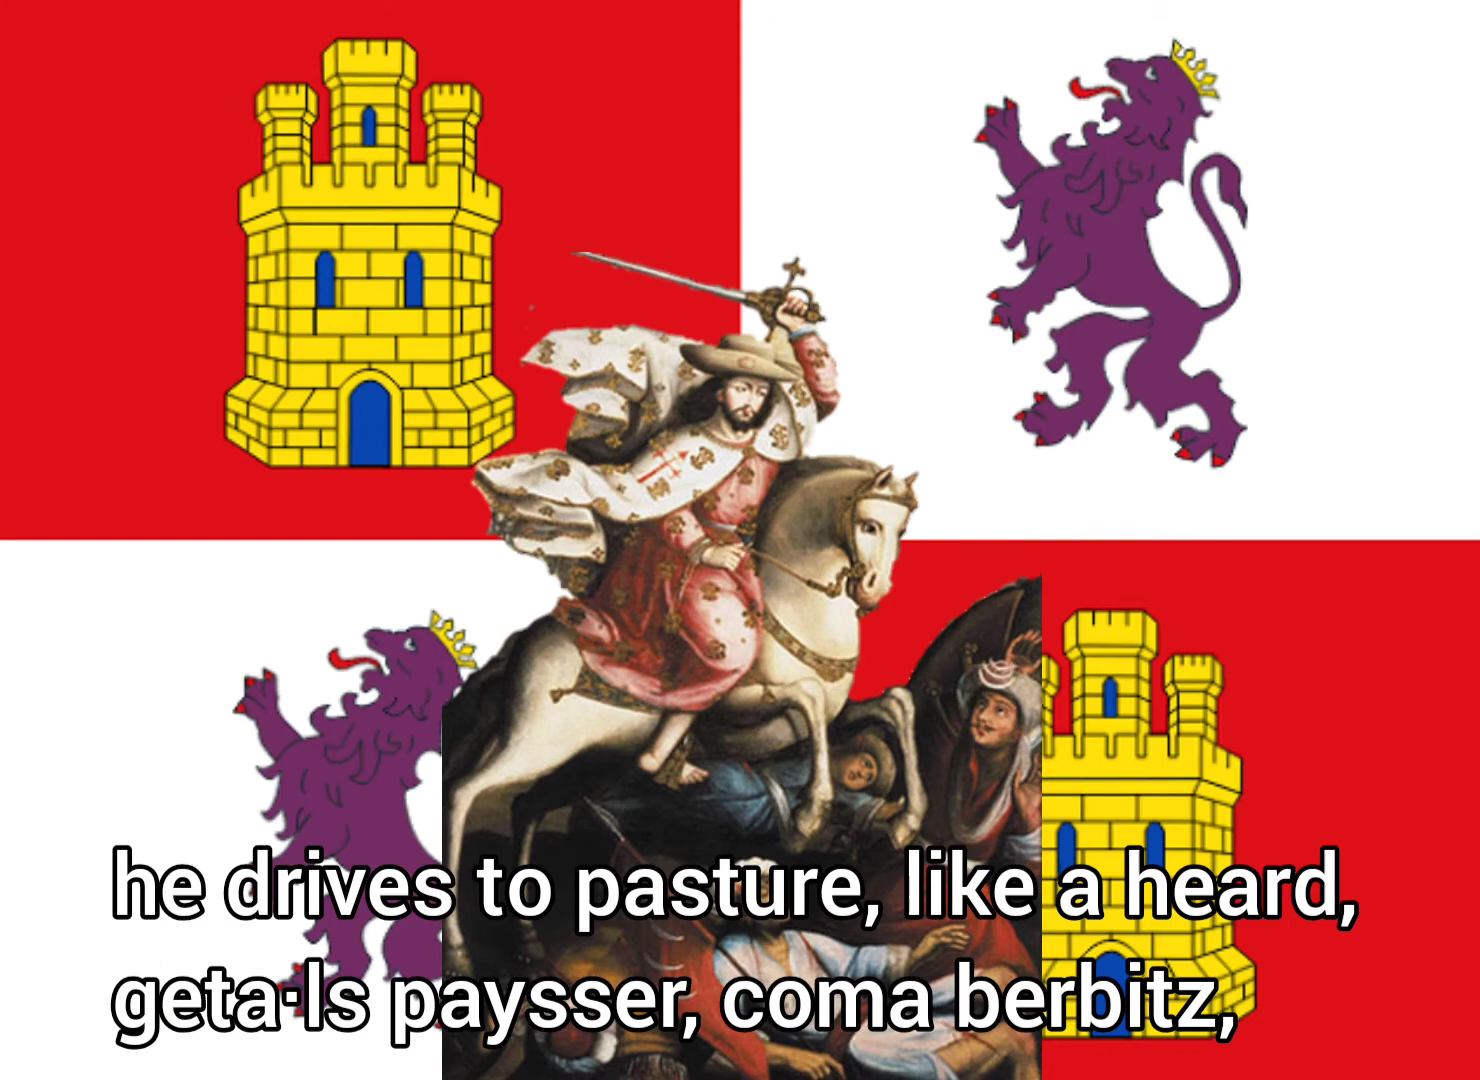 he drives to pasture, like a heard,
geta·ls paysser, coma berbitz,